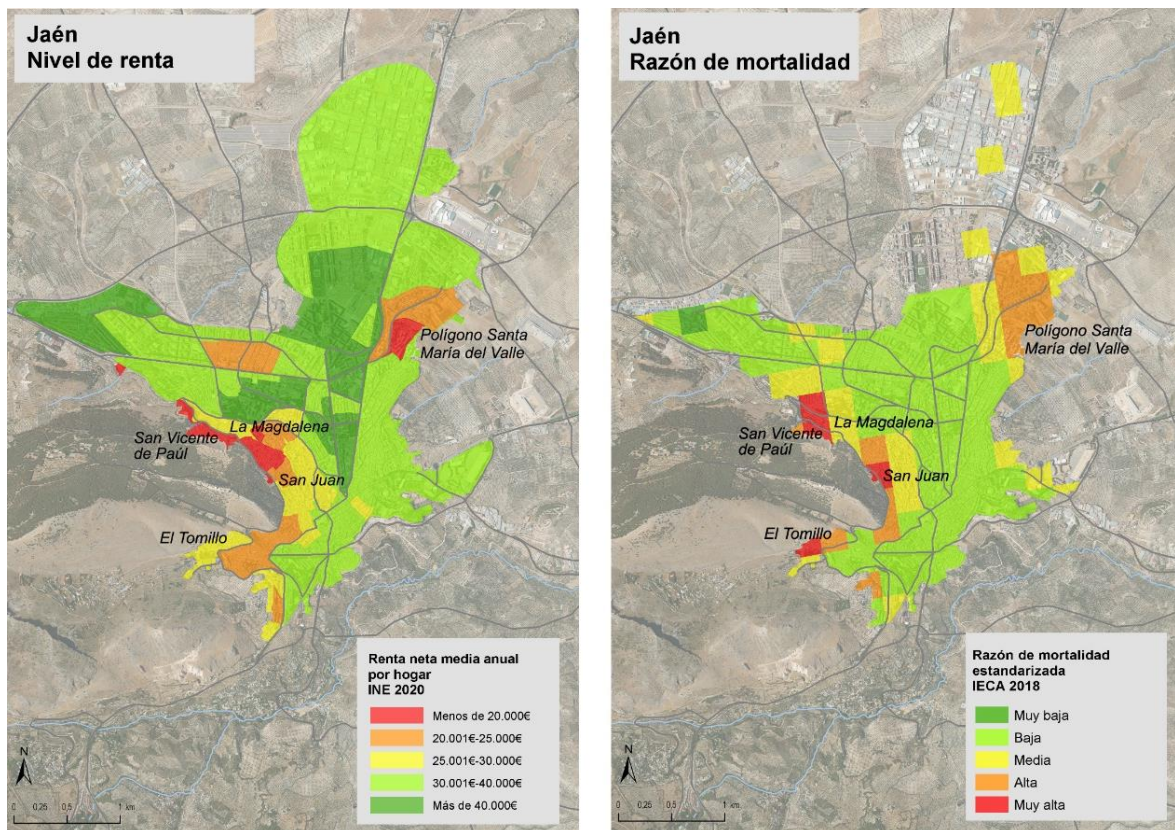 Jaén
Nivel de renta
Polígono Santa
María del Valle
La Magdalena
San Vicente
de Paúl
San Juan
El Tomillo
Renta neta media anual
por hogar
INE 2020
Menos de 20.000€
20.001€-25.000€
25.001€-30.000€
30.001€-40.000€
Más de 40.000€
N
0 0,25 0,5 1 km
Jaén
Razón de mortalidad
Polígono Santa
María del Valle
La Magdalena
San Vicente
de Paúl
San Juan
El Tomillo
Razón de mortalidad
estandarizada
IECA 2018
Muy baja
Baja
Media
Alta
Muy alta
N
0 0,25 0,5 1 km